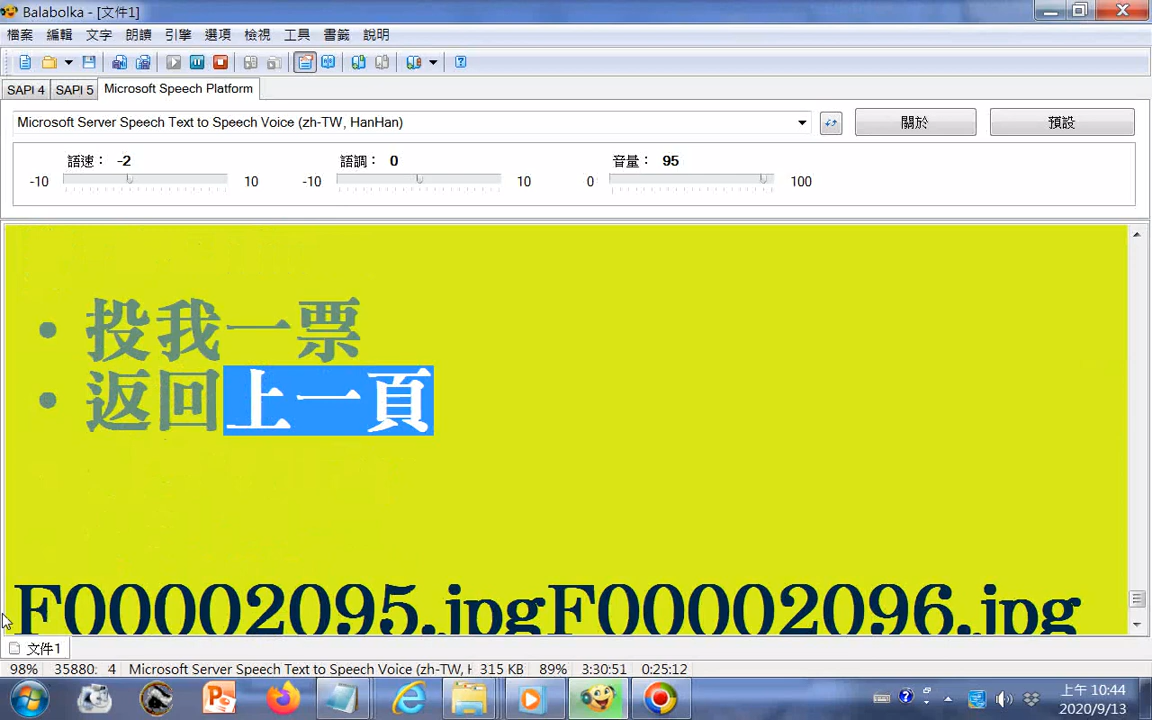 Balabolka - [文件1]
檔案 編輯 文字 朗讀 引擎 選項 檢視 工具 書籤 說明
SAPI 4 SAPI 5 Microsoft Speech Platform
Microsoft Server Speech Text to Speech Voice (zh-TW, HanHan) 關於 預設
語速： -2 語調： 0 音量： 95
-10 10 -10 10 0 100
• 投我一票
• 返回上一頁
F00002095.jpgF00002096.jpg
文件1
98% 35880: 4 Microsoft Server Speech Text to Speech Voice (zh-TW, H 315 KB 89% 3:30:51 0:25:12
上午 10:44
2020/9/13